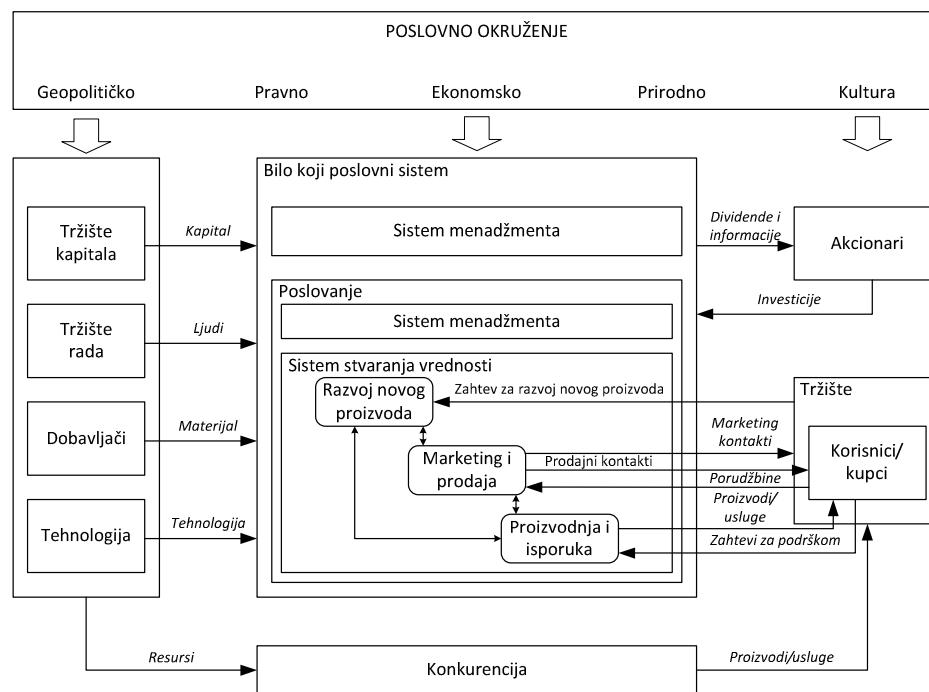 POSLOVNO OKRUŽENJE
Geopolitičko
Pravno
Ekonomsko
Prirodno
Kultura
Tržište
kapitala
Tržište
rada
Dobavljači
Tehnologija
Kapital
Ljudi
Materijal
Tehnologija
Bilo koji poslovni sistem
Sistem menadžmenta
Poslovanje
Sistem menadžmenta
Sistem stvaranja vrednosti
Razvoj novog
proizvoda
Marketing i
prodaja
Proizvodnja i
isporuka
Dividende i
informacije
Akcionari
Investicije
Zahtev za razvoj novog proizvoda
Tržište
Marketing
kontakti
Prodajni kontakti
Porudžbine
Korisnici/
kupci
Proizvodi/
usluge
Zahtevi za podrškom
Resursi
Konkurencija
Proizvodi/usluge